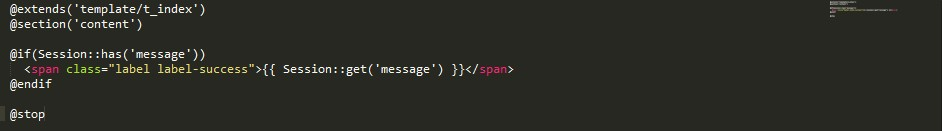 @extends('template/t_index')
@section('content')
@if(Session::has('message'))
<span class="label label-success">{{ Session::get('message') }}</span>
@endif
@stop